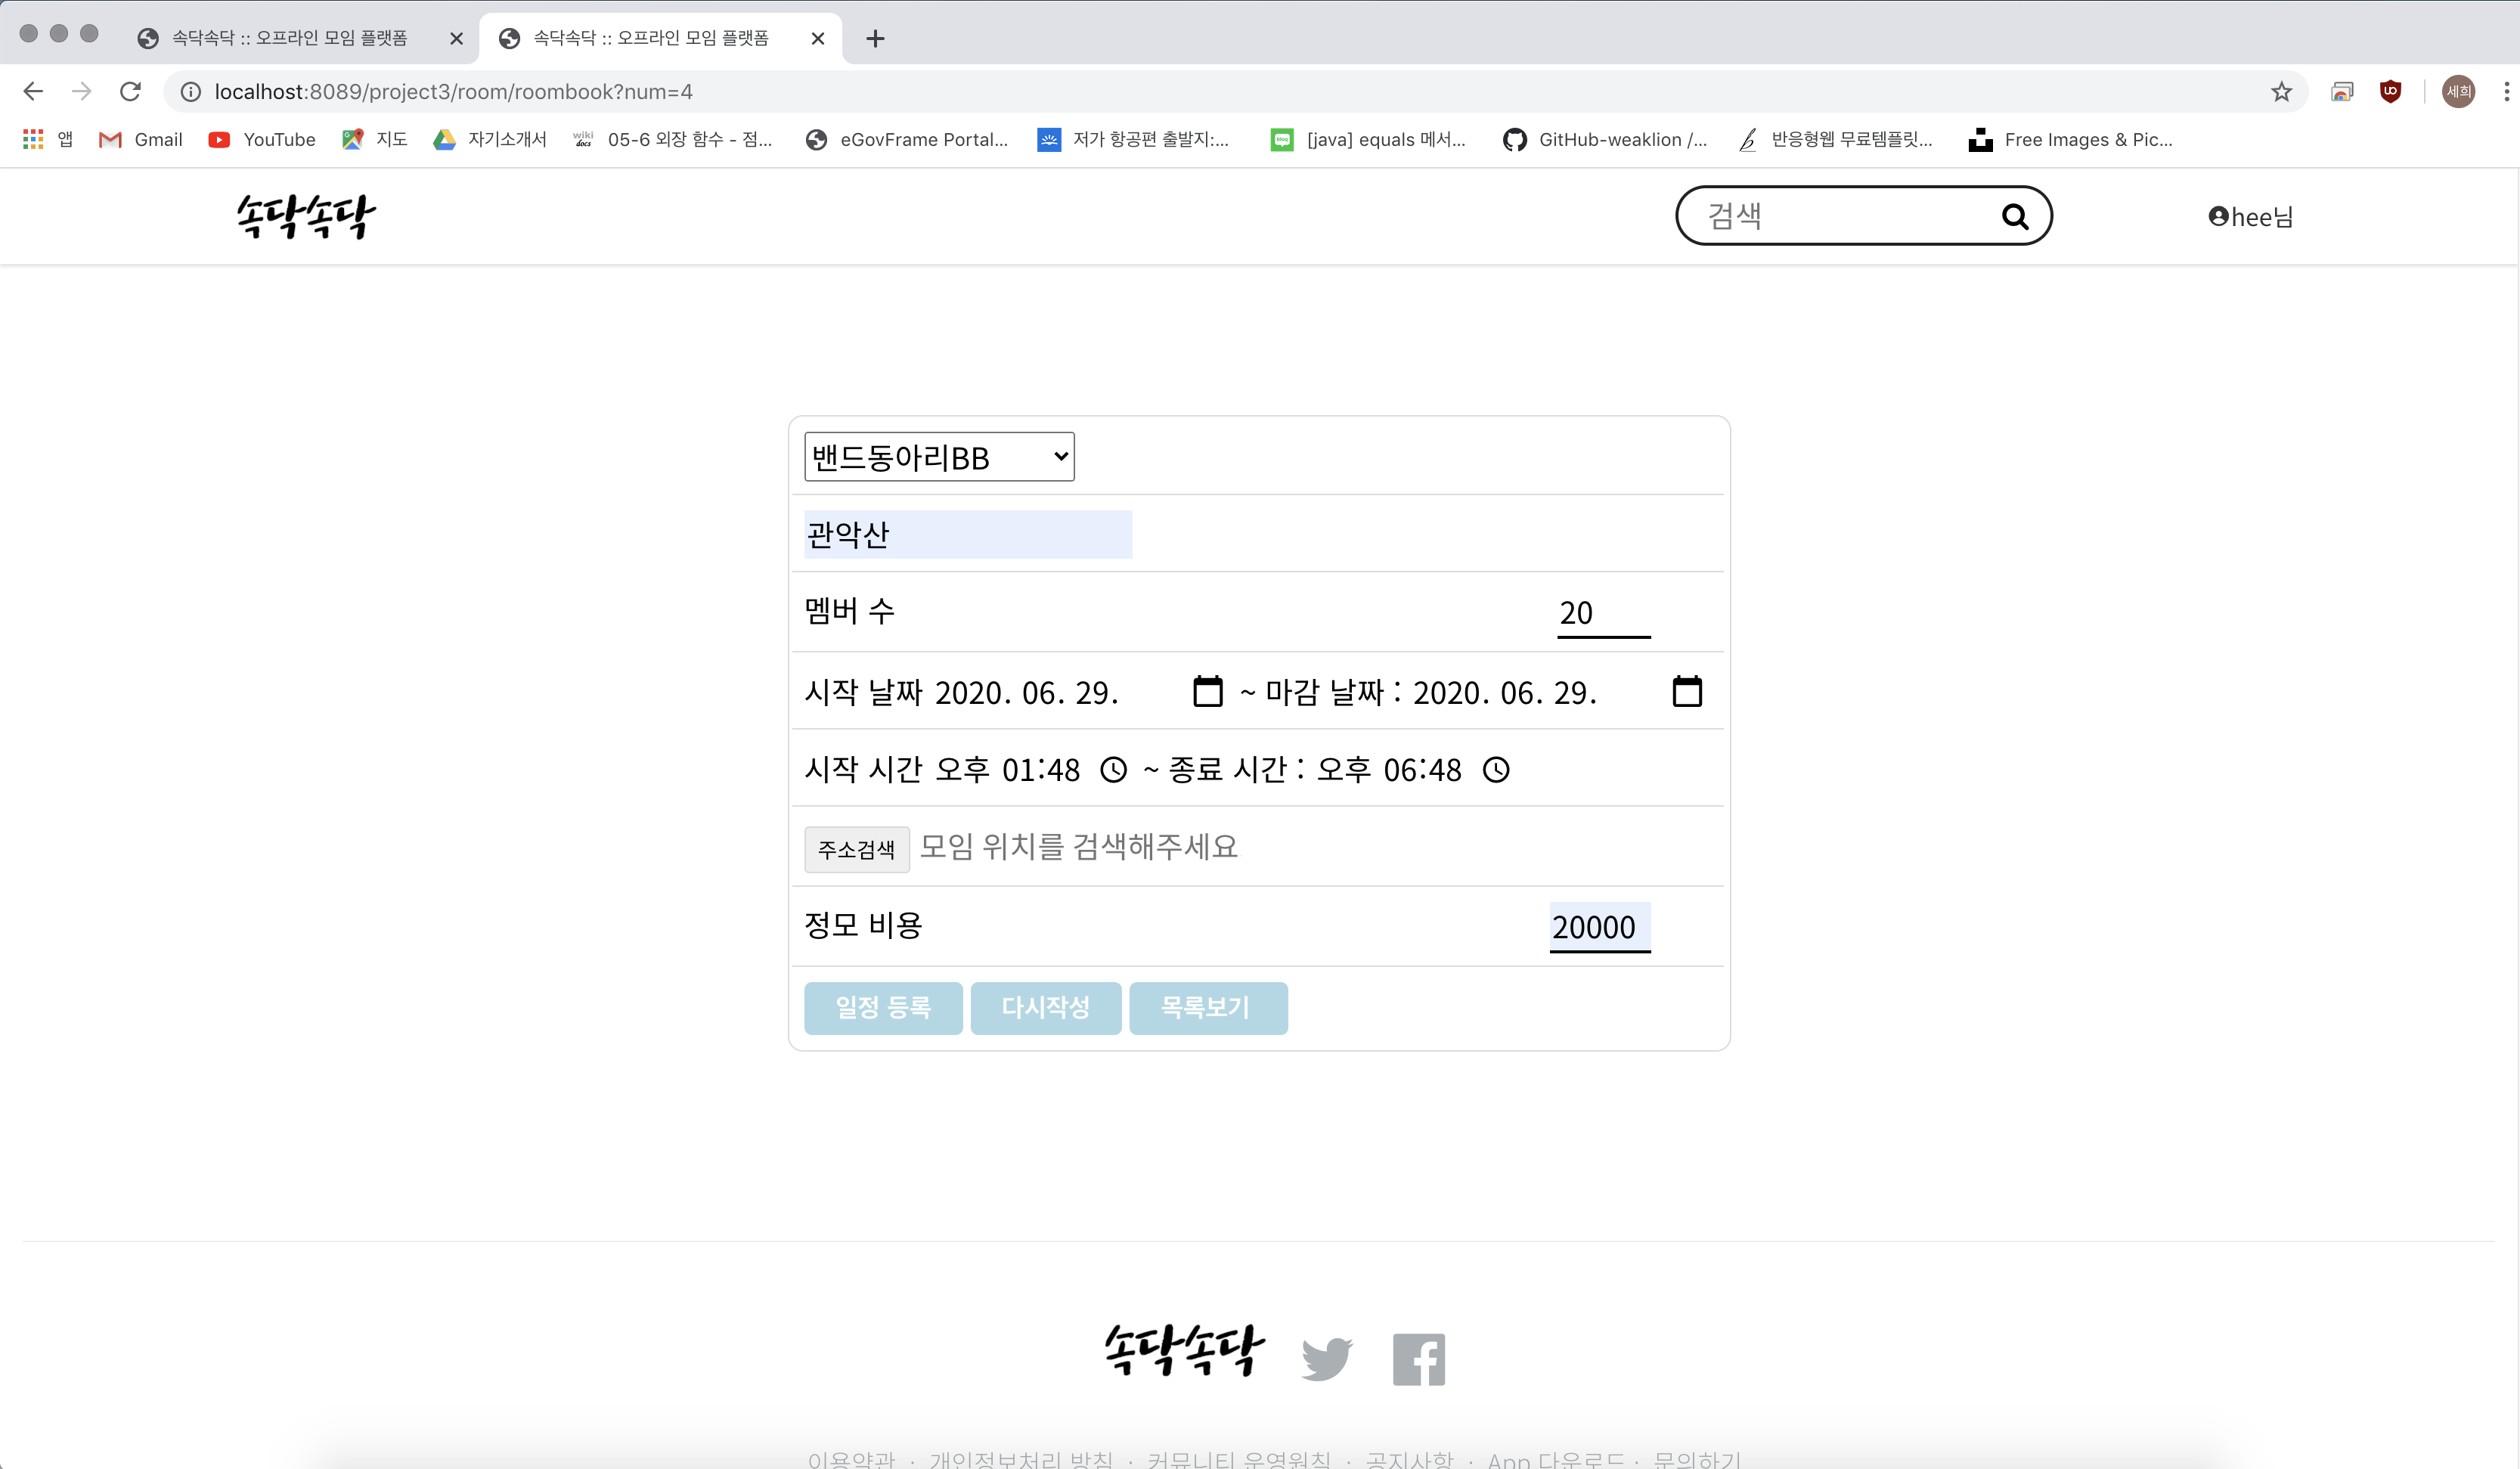 속닥속닥 :: 오프라인 모임 플랫폼
속닥속닥 :: 오프라인 모임 플랫폼
localhost:8089/project3/room/roombook?num=4
세희
앱
Gmail
YouTube
지도
자기소개서
wiki docs
05-6 외장 함수 - 점...
eGovFrame Portal...
저가 항공편 출발지:...
[java] equals 메서...
GitHub-weaklion /...
반응형웹 무료템플릿...
Free Images & Pic...
속닥속닥
검색
hee님
밴드동아리BB
관악산
멤버 수 20
시작 날짜 2020. 06. 29. ~ 마감 날짜 : 2020. 06. 29.
시작 시간 오후 01:48 ~ 종료 시간 : 오후 06:48
주소검색 모임 위치를 검색해주세요
정모 비용 20000
일정 등록 다시작성 목록보기
속닥속닥
이용약관 · 개인정보처리 방침 · 커뮤니티 운영원칙 · 공지사항 · App 다운로드 · 문의하기